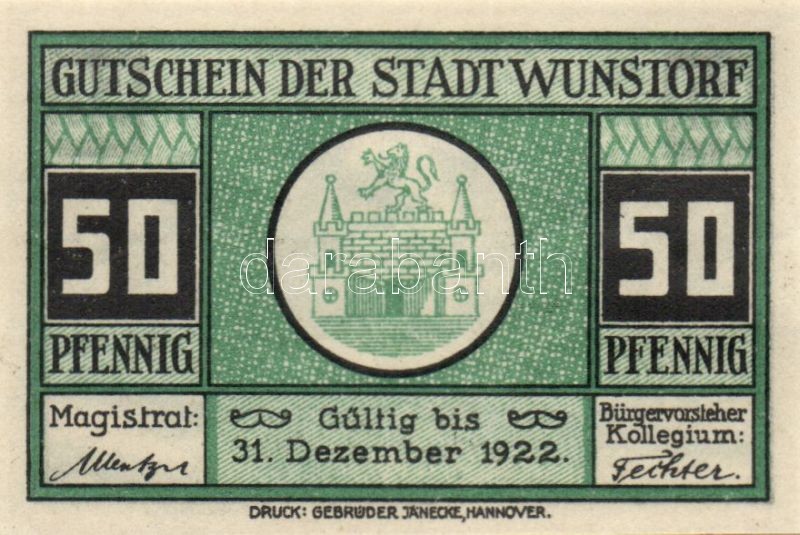 GUTSCHEIN DER STADT WUNSTORF
50
PFENNIG
50
PFENNIG
darabanth
Magistrat:
Gültig bis
31. Dezember 1922.
Bürgervorsteher
Kollegium:
Fechter.
DRUCK: GEBRÜDER JÄNECKE, HANNOVER.